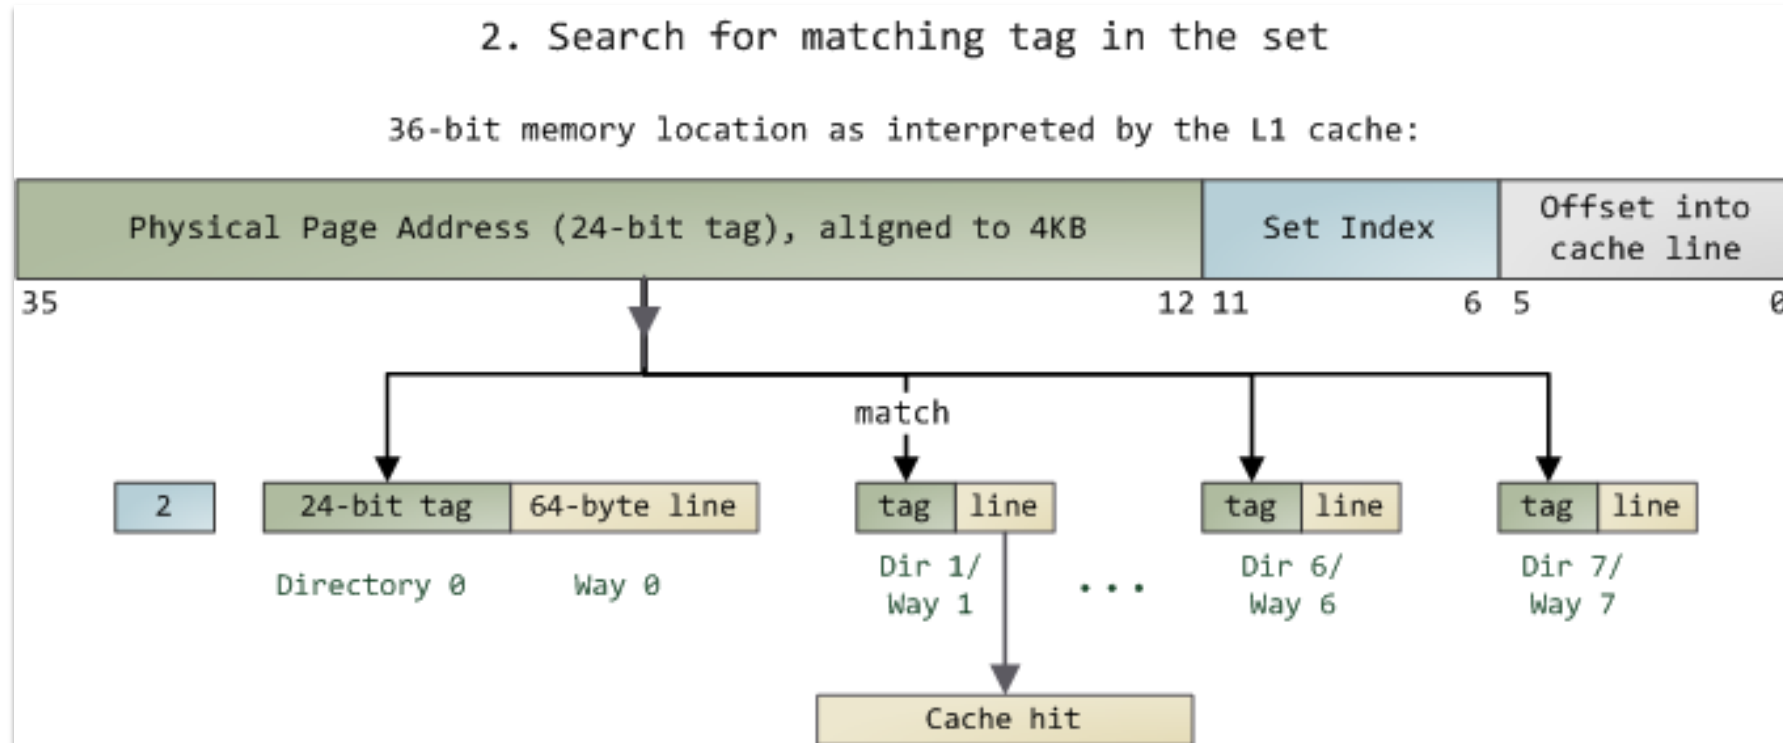 2. Search for matching tag in the set
36-bit memory location as interpreted by the L1 cache:
Physical Page Address (24-bit tag), aligned to 4KB
Set Index
Offset into
cache line
35
12
11
6
5
0
match
2
24-bit tag
64-byte line
tag
line
tag
line
tag
line
Directory 0
Way 0
Dir 1/
Way 1
...
Dir 6/
Way 6
Dir 7/
Way 7
Cache hit